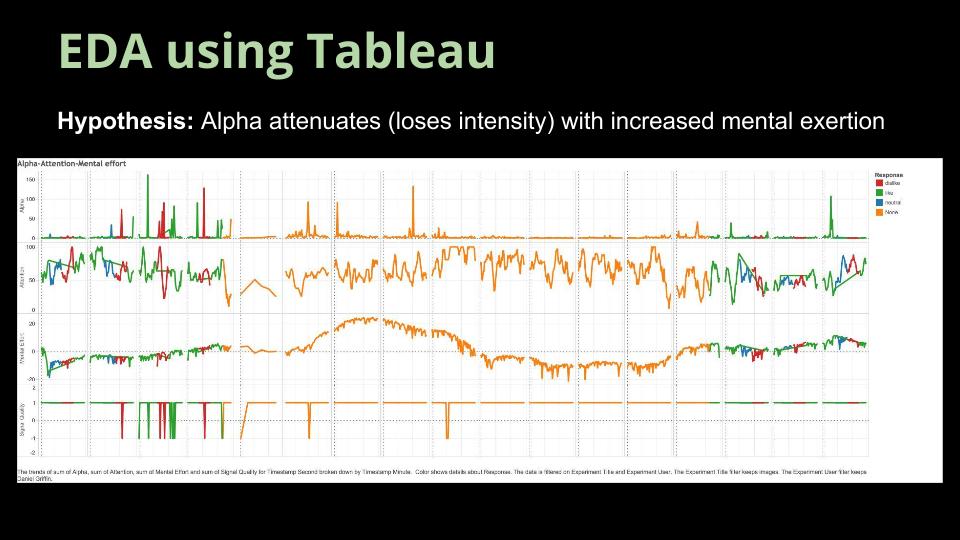 EDA using Tableau
Hypothesis: Alpha attenuates (loses intensity) with increased mental exertion
Alpha-Attention-Mental effort
Response
dislike
like
neutral
None
Alpha
150
100
50
0
Attention
100
50
0
Mental Effort
20
0
-20
Signal Quality
2
1
0
-1
-2
The trends of sum of Alpha, sum of Attention, sum of Mental Effort and sum of Signal Quality for Timestamp Second broken down by Timestamp Minute. Color shows details about Response. The data is filtered on Experiment Title and Experiment User. The Experiment Title filter keeps images. The Experiment User filter keeps
Daniel Griffin.